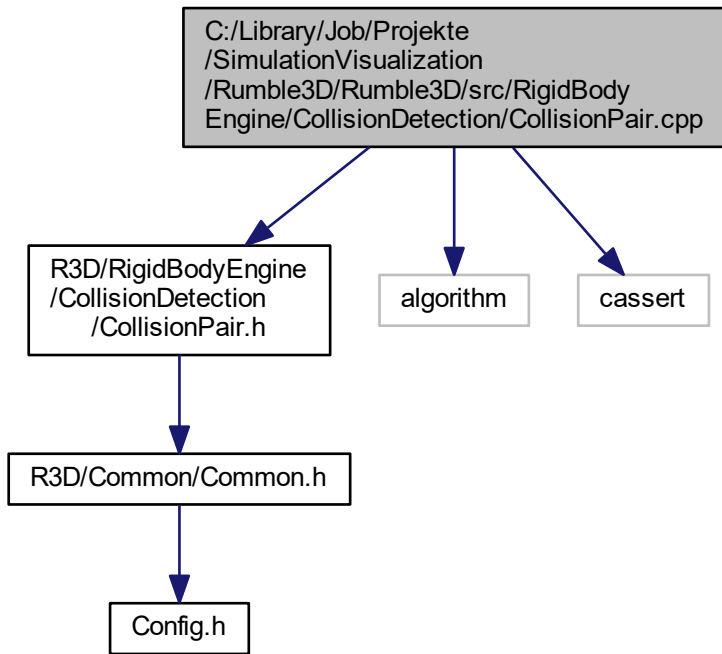 C:/Library/Job/Projekte
/SimulationVisualization
/Rumble3D/Rumble3D/src/RigidBody
Engine/CollisionDetection/CollisionPair.cpp
R3D/RigidBodyEngine
/CollisionDetection
/CollisionPair.h
algorithm
cassert
R3D/Common/Common.h
Config.h